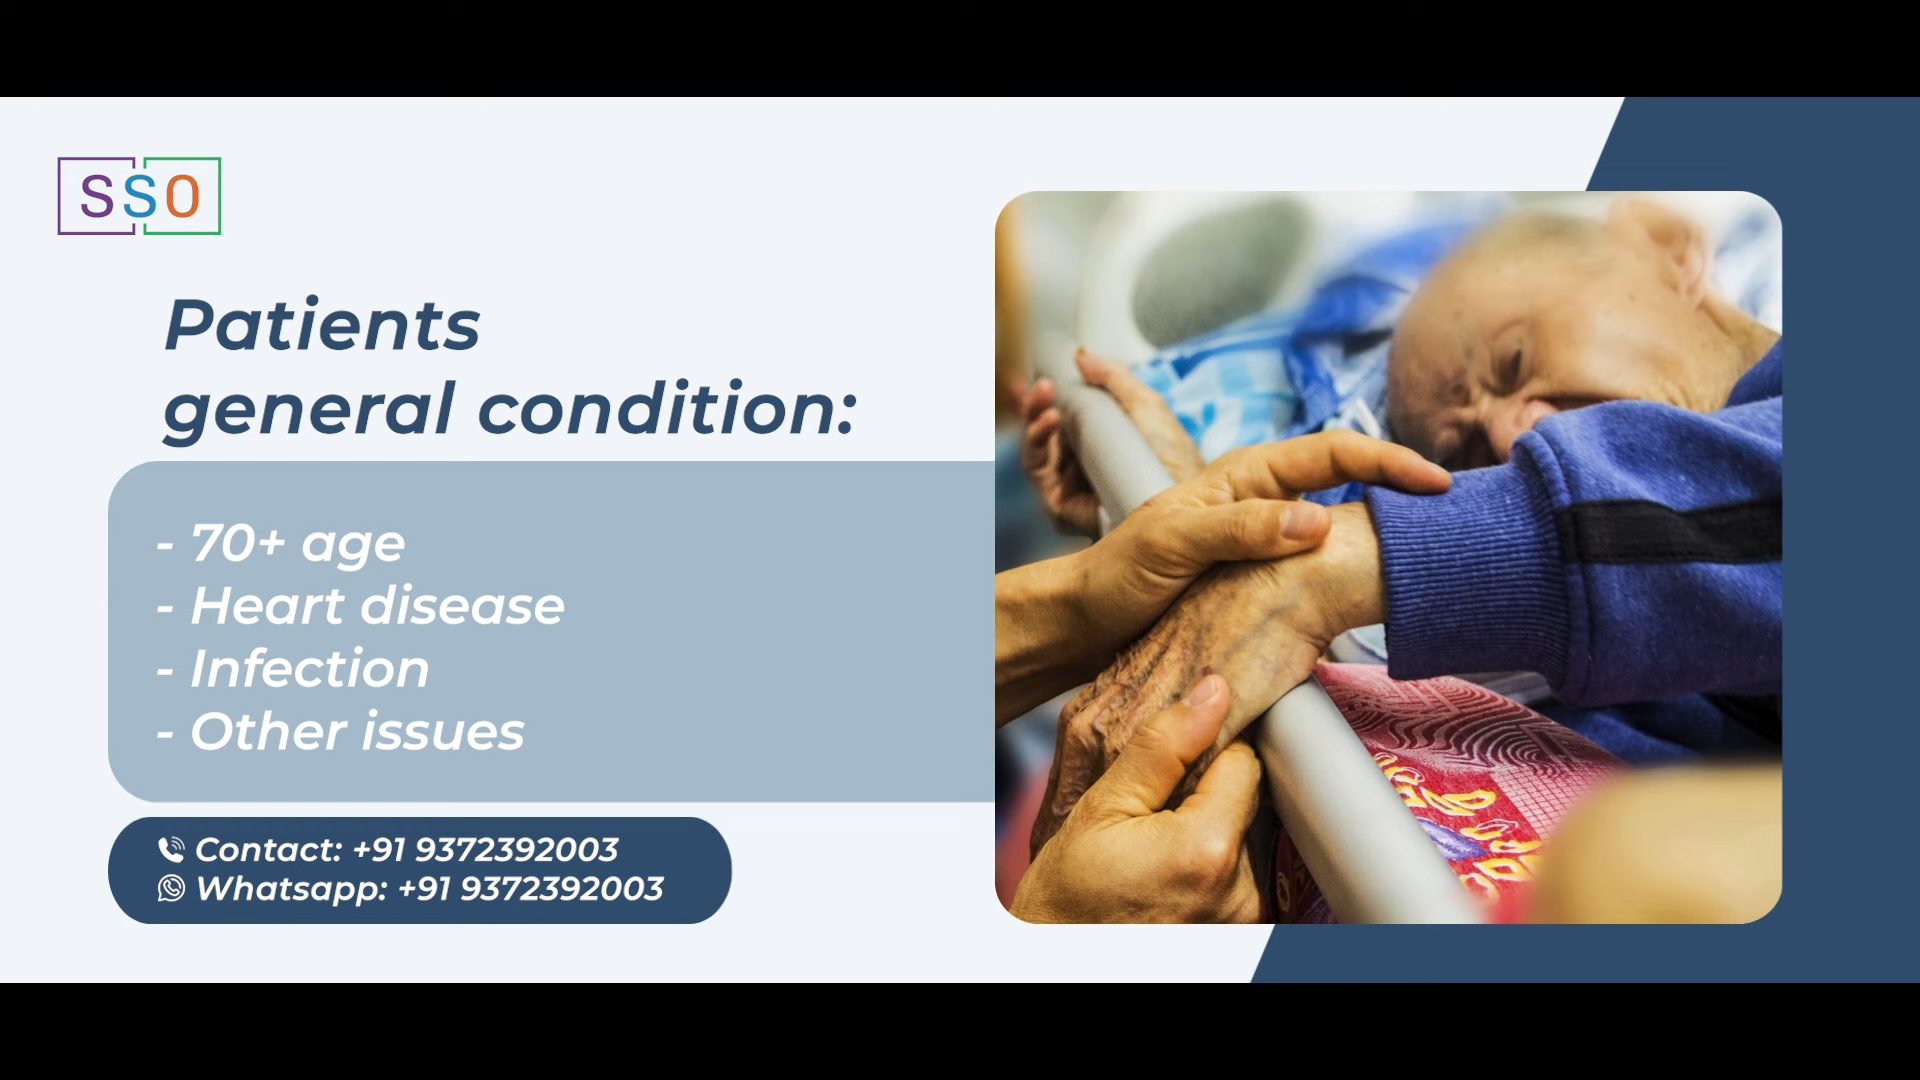 SSO
Patients
general condition:
- 70+ age
- Heart disease
- Infection
- Other issues
Contact: +91 9372392003
Whatsapp: +91 9372392003